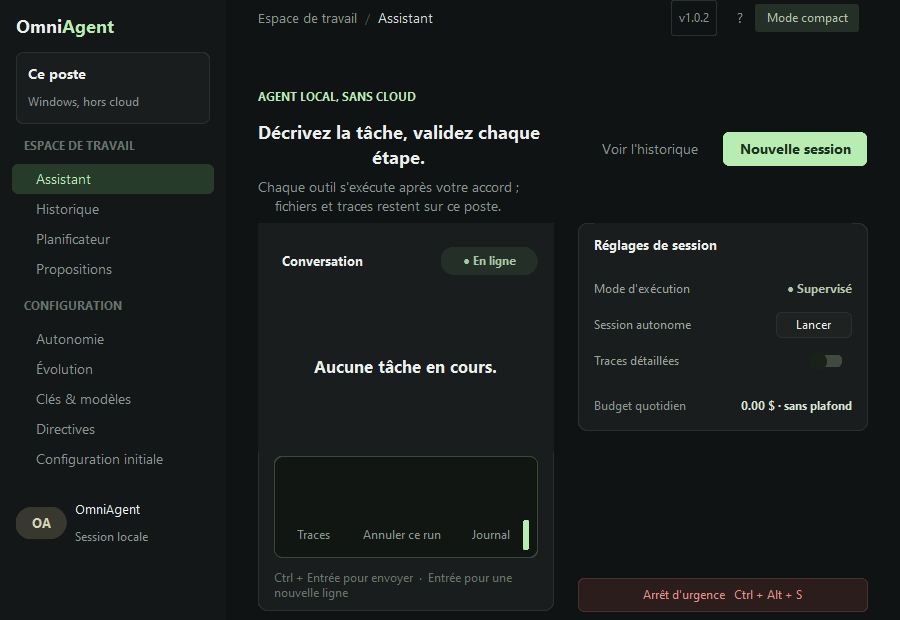 OmniAgent
Ce poste
Windows, hors cloud
ESPACE DE TRAVAIL
Assistant
Historique
Planificateur
Propositions
CONFIGURATION
Autonomie
Évolution
Clés & modèles
Directives
Configuration initiale
OA
OmniAgent
Session locale
Espace de travail / Assistant
v1.0.2
?
Mode compact
AGENT LOCAL, SANS CLOUD
Décrivez la tâche, validez chaque
étape.
Chaque outil s'exécute après votre accord ;
fichiers et traces restent sur ce poste.
Voir l'historique
Nouvelle session
Conversation
• En ligne
Aucune tâche en cours.
Traces
Annuler ce run
Journal
Ctrl + Entrée pour envoyer · Entrée pour une
nouvelle ligne
Réglages de session
Mode d'exécution
• Supervisé
Session autonome
Lancer
Traces détaillées
Budget quotidien
0.00 $ · sans plafond
Arrêt d'urgence Ctrl + Alt + S